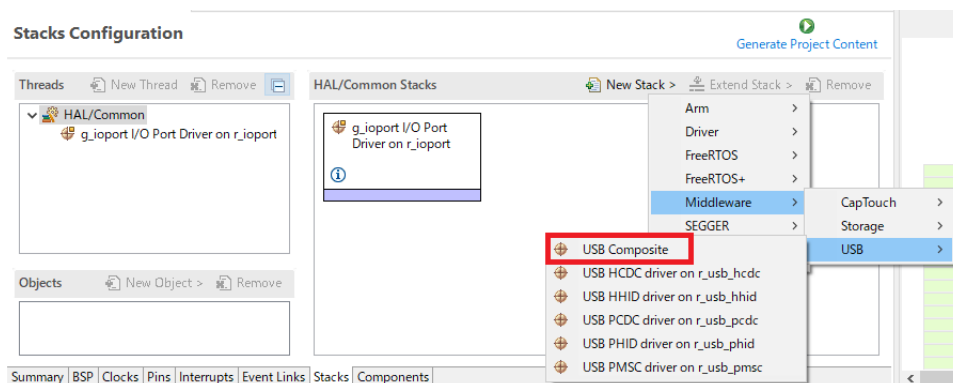 Stacks Configuration
Generate Project Content
Threads
New Thread
Remove
HAL/Common Stacks
New Stack >
Extend Stack >
Remove
HAL/Common
g_ioport I/O Port Driver on r_ioport
g_ioport I/O Port
Driver on r_ioport
Arm >
Driver >
FreeRTOS >
FreeRTOS+ >
Middleware >
SEGGER >
CapTouch >
Storage >
USB >
USB Composite
USB HCDC driver on r_usb_hcdc
USB HHID driver on r_usb_hhid
USB PCDC driver on r_usb_pcdc
USB PHID driver on r_usb_phid
USB PMSC driver on r_usb_pmsc
Objects
New Object >
Remove
Summary BSP Clocks Pins Interrupts Event Links Stacks Components